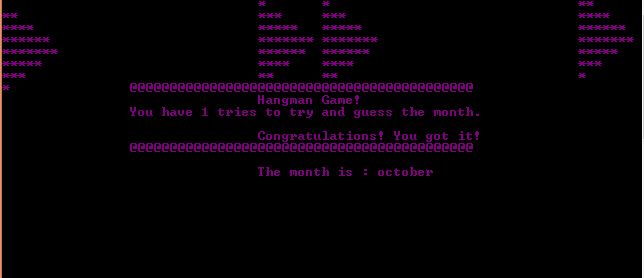 Hangman Game!
You have 1 tries to try and guess the month.
Congratulations! You got it!
The month is : october